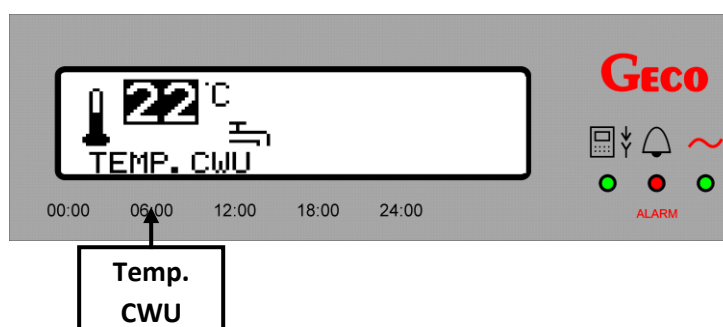 GECO
22 °C
TEMP. CWU
00:00 06:00 12:00 18:00 24:00
ALARM
Temp.
CWU